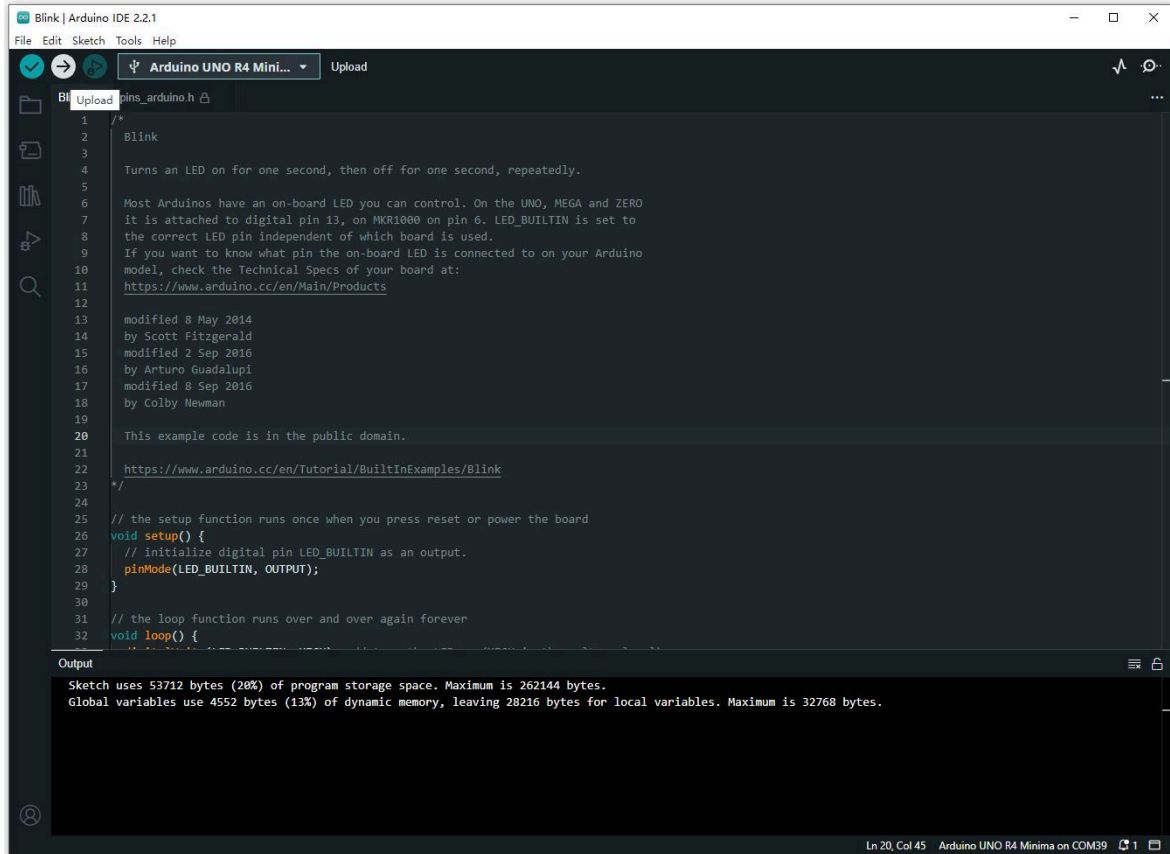 Blink | Arduino IDE 2.2.1
File Edit Sketch Tools Help
Arduino UNO R4 Mini...
Upload
Upload
pins_arduino.h
1 /*
2 Blink
3
4 Turns an LED on for one second, then off for one second, repeatedly.
5
6 Most Arduinos have an on-board LED you can control. On the UNO, MEGA and ZERO
7 it is attached to digital pin 13, on MKR1000 on pin 6. LED_BUILTIN is set to
8 the correct LED pin independent of which board is used.
9 If you want to know what pin the on-board LED is connected to on your Arduino
10 model, check the Technical Specs of your board at:
11 https://www.arduino.cc/en/Main/Products
12
13 modified 8 May 2014
14 by Scott Fitzgerald
15 modified 2 Sep 2016
16 by Arturo Guadalupi
17 modified 8 Sep 2016
18 by Colby Newman
19
20 This example code is in the public domain.
21
22 https://www.arduino.cc/en/Tutorial/BuiltInExamples/Blink
23 */
24
25 // the setup function runs once when you press reset or power the board
26 void setup() {
27 // initialize digital pin LED_BUILTIN as an output.
28 pinMode(LED_BUILTIN, OUTPUT);
29 }
30
31 // the loop function runs over and over again forever
32 void loop() {
Output
Sketch uses 53712 bytes (20%) of program storage space. Maximum is 262144 bytes.
Global variables use 4552 bytes (13%) of dynamic memory, leaving 28216 bytes for local variables. Maximum is 32768 bytes.
Ln 20, Col 45 Arduino UNO R4 Minima on COM39 1